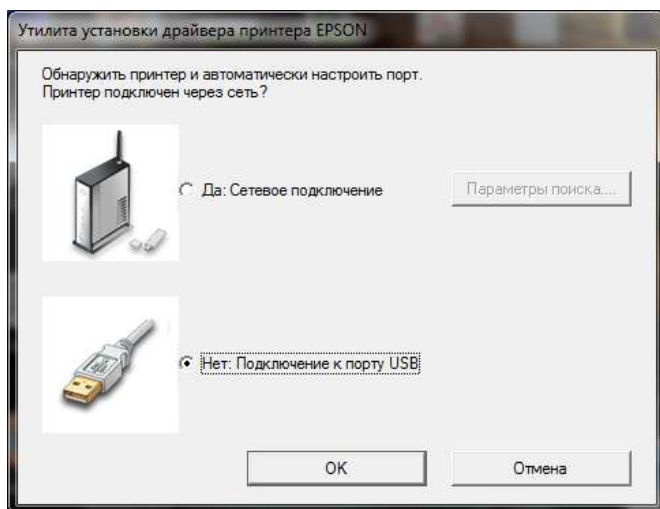 Утилита установки драйвера принтера EPSON
Обнаружить принтер и автоматически настроить порт.
Принтер подключен через сеть?
Да: Сетевое подключение
Параметры поиска....
Нет: Подключение к порту USB
OK
Отмена